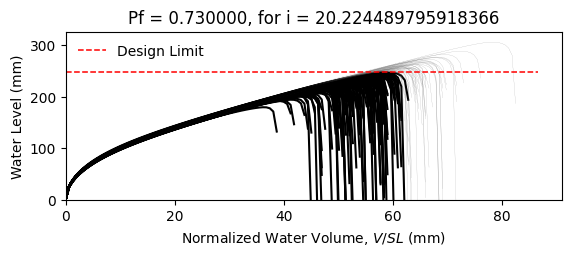 Pf = 0.730000, for i = 20.224489795918366
Design Limit
Water Level (mm)
300
200
100
0
0 20 40 60 80
Normalized Water Volume, V/SL (mm)